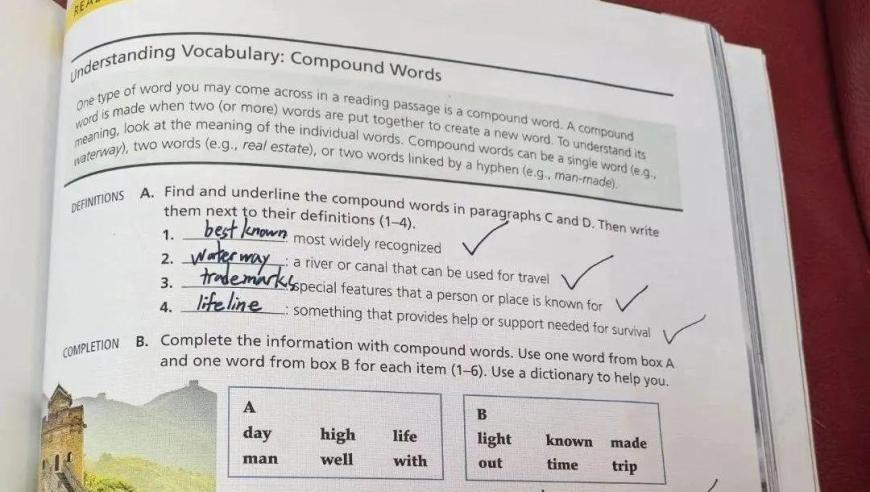 REA
Understanding Vocabulary: Compound Words
One type of word you may come across in a reading passage is a compound word. A compound
word is made when two (or more) words are put together to create a new word. To understand its
meaning, look at the meaning of the individual words. Compound words can be a single word (e.g.,
waterway), two words (e.g., real estate), or two words linked by a hyphen (e.g., man-made).
DEFINITIONS A. Find and underline the compound words in paragraphs C and D. Then write
them next to their definitions (1–4).
1. best known: most widely recognized
2. waterway: a river or canal that can be used for travel
3. trademarks: special features that a person or place is known for
4. lifeline: something that provides help or support needed for survival
COMPLETION B. Complete the information with compound words. Use one word from box A
and one word from box B for each item (1–6). Use a dictionary to help you.
A
day high life
man well with
B
light known made
out time trip